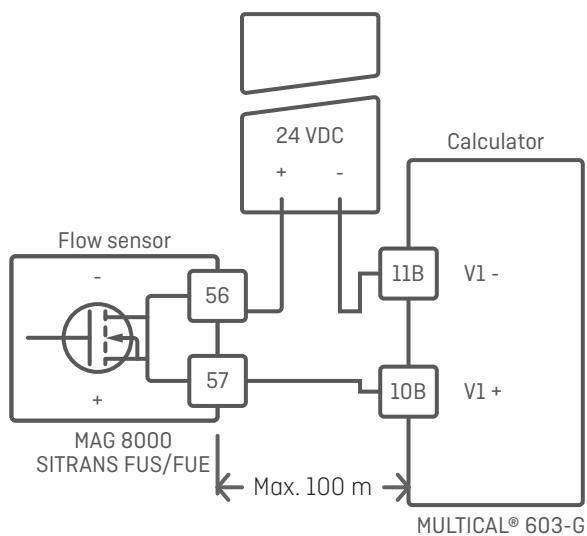 24 VDC
+ -
Calculator
Flow sensor
-
56
11B V1 -
57
10B V1 +
+
MAG 8000
SITRANS FUS/FUE
Max. 100 m
MULTICAL® 603-G